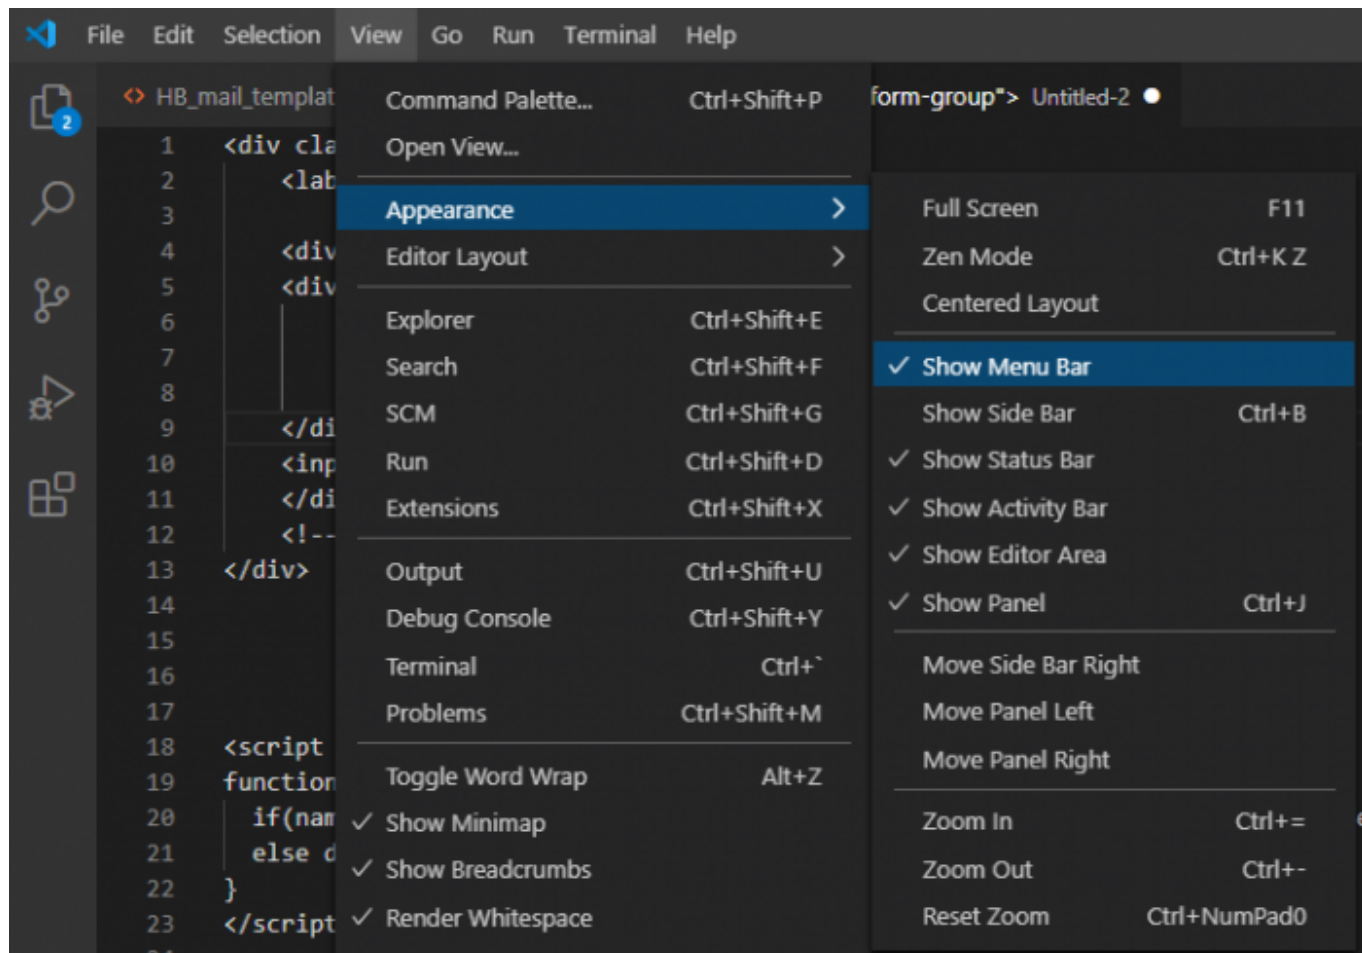 File Edit Selection View Go Run Terminal Help
HB_mail_templat
form-group"> Untitled-2
2
1 <div cla
2 <lab
3
4 <div
5 <div
6
7
8
9 </di
10 <inp
11 </di
12 <!--
13 </div>
14
15
16
17
18 <script
19 function
20 if(nam
21 else d
22 }
23 </script
Command Palette... Ctrl+Shift+P
Open View...
Appearance
Editor Layout
Explorer Ctrl+Shift+E
Search Ctrl+Shift+F
SCM Ctrl+Shift+G
Run Ctrl+Shift+D
Extensions Ctrl+Shift+X
Output Ctrl+Shift+U
Debug Console Ctrl+Shift+Y
Terminal Ctrl+`
Problems Ctrl+Shift+M
Toggle Word Wrap Alt+Z
Show Minimap
Show Breadcrumbs
Render Whitespace
Full Screen F11
Zen Mode Ctrl+K Z
Centered Layout
Show Menu Bar
Show Side Bar Ctrl+B
Show Status Bar
Show Activity Bar
Show Editor Area
Show Panel Ctrl+J
Move Side Bar Right
Move Panel Left
Move Panel Right
Zoom In Ctrl+=
Zoom Out Ctrl+-
Reset Zoom Ctrl+NumPad0